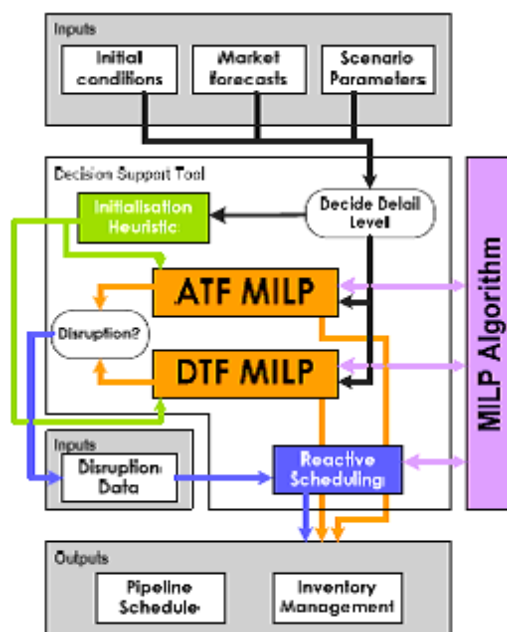 Inputs
Initial
conditions
Market
forecasts
Scenario
Parameters
Decision Support Tool
Initialisation
Heuristic
Decide Detail
Level
ATF MILP
Disruption?
DTF MILP
MILP Algorithm
Inputs
Disruption
Data
Reactive
Scheduling
Outputs
Pipeline
Schedule
Inventory
Management